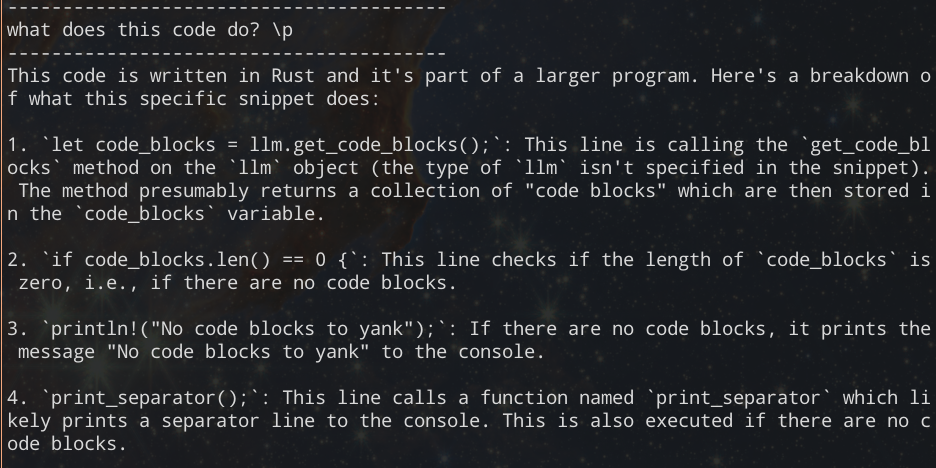 ----------------------------------------
what does this code do? \p
----------------------------------------
This code is written in Rust and it's part of a larger program. Here's a breakdown o
f what this specific snippet does:

1. `let code_blocks = llm.get_code_blocks();`: This line is calling the `get_code_bl
ocks` method on the `llm` object (the type of `llm` isn't specified in the snippet).
 The method presumably returns a collection of "code blocks" which are then stored i
n the `code_blocks` variable.

2. `if code_blocks.len() == 0 {`: This line checks if the length of `code_blocks` is
 zero, i.e., if there are no code blocks.

3. `println!("No code blocks to yank");`: If there are no code blocks, it prints the
 message "No code blocks to yank" to the console.

4. `print_separator();`: This line calls a function named `print_separator` which li
kely prints a separator line to the console. This is also executed if there are no c
ode blocks.